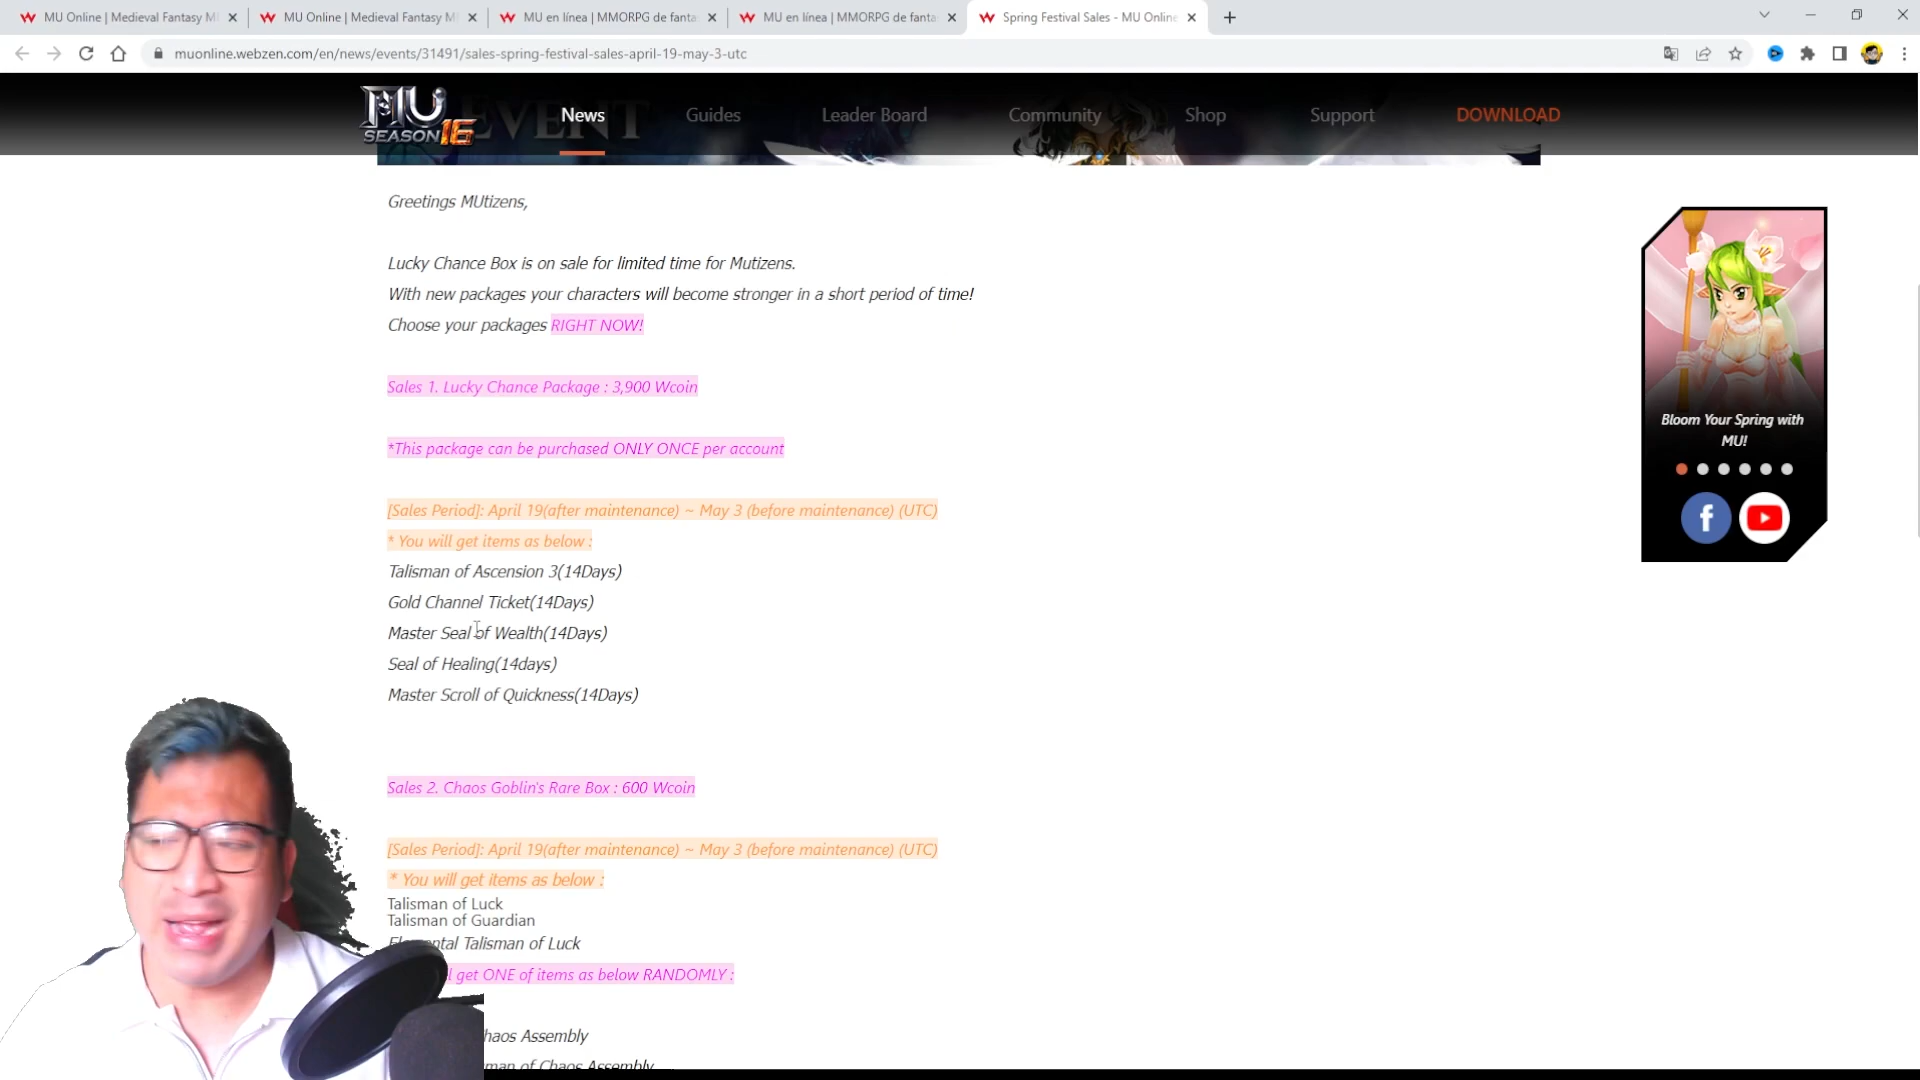 MU Online | Medieval Fantasy M
MU Online | Medieval Fantasy M
MU en línea | MMORPG de fanta
MU en línea | MMORPG de fanta
Spring Festival Sales - MU Online
muonline.webzen.com/en/news/events/31491/sales-spring-festival-sales-april-19-may-3-utc
MU
SEASON 16
EVENT
News
Guides
Leader Board
Community
Shop
Support
DOWNLOAD
Greetings MUtizens,
Lucky Chance Box is on sale for limited time for Mutizens.
With new packages your characters will become stronger in a short period of time!
Choose your packages RIGHT NOW!
Sales 1. Lucky Chance Package : 3,900 Wcoin
*This package can be purchased ONLY ONCE per account
[Sales Period]: April 19(after maintenance) ~ May 3 (before maintenance) (UTC)
* You will get items as below :
Talisman of Ascension 3(14Days)
Gold Channel Ticket(14Days)
Master Seal of Wealth(14Days)
Seal of Healing(14days)
Master Scroll of Quickness(14Days)
Sales 2. Chaos Goblin's Rare Box : 600 Wcoin
[Sales Period]: April 19(after maintenance) ~ May 3 (before maintenance) (UTC)
* You will get items as below :
Talisman of Luck
Talisman of Guardian
Elemental Talisman of Luck
get ONE of items as below RANDOMLY :
Chaos Assembly
man of Chaos Assembly
Bloom Your Spring with
MU!